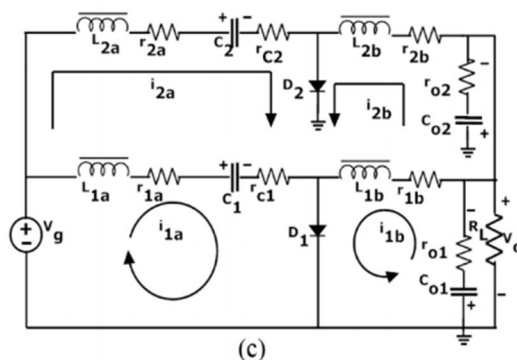 L2a r2a + - C2 rC2 L2b r2b -
i2a D2 i2b ro2
Co2 +
L1a r1a + - C1 rc1 L1b r1b
+ - Vg i1a D1 i1b - ro1 RL + Vo
Co1 + -
(c)